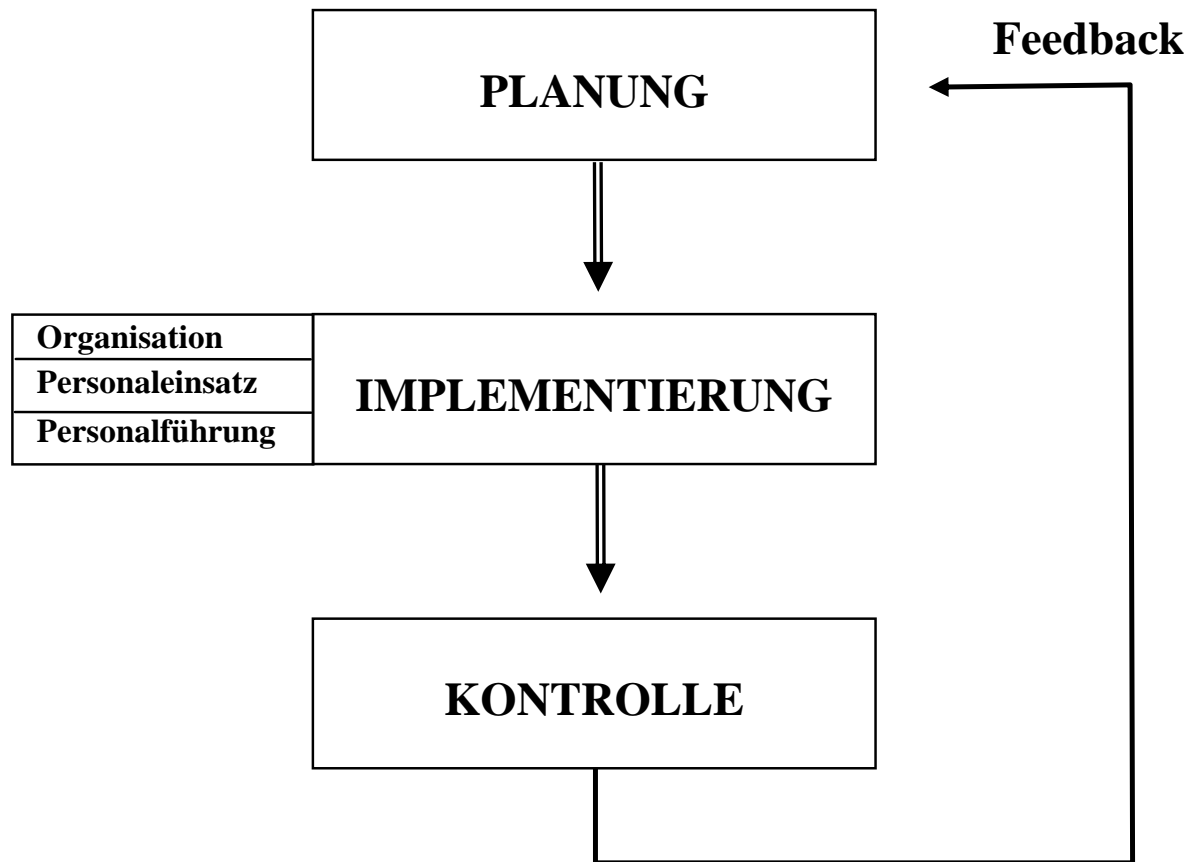 Feedback
PLANUNG
Organisation
Personaleinsatz
Personalführung
IMPLEMENTIERUNG
KONTROLLE